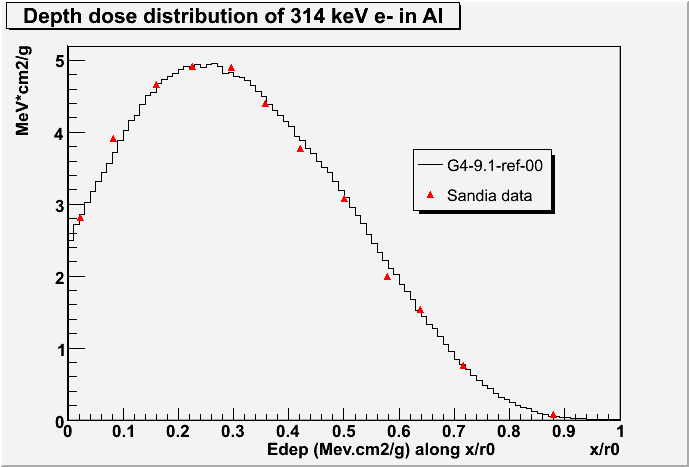 Depth dose distribution of 314 keV e- in Al
MeV*cm2/g
5
4
3
2
1
0
G4-9.1-ref-00
Sandia data
0 0.1 0.2 0.3 0.4 0.5 0.6 0.7 0.8 0.9 1
Edep (Mev.cm2/g) along x/r0 x/r0